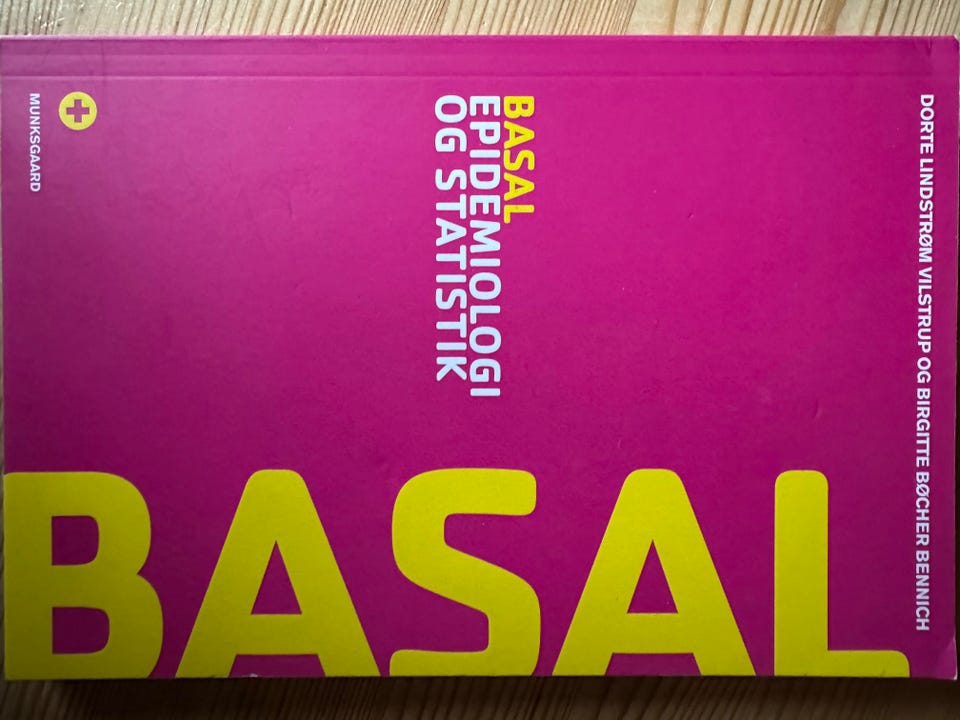 DORTE LINDSTRØM VILSTRUP OG BIRGITTE BØCHER BENNICH
BASAL
EPIDEMIOLOGI
OG STATISTIK
MUNKSGAARD
BASAL